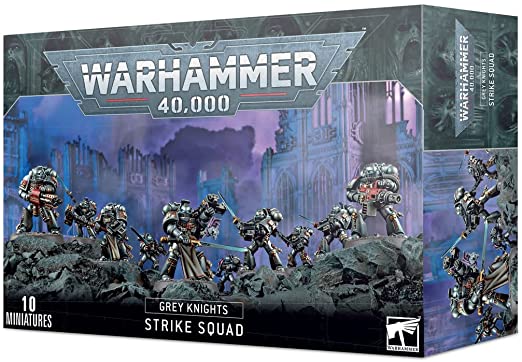 WARHAMMER
40,000
GREY KNIGHTS
STRIKE SQUAD
10
MINIATURES
WARHAMMER
WARHAMMER
40,000
GREY KNIGHTS
STRIKE SQUAD